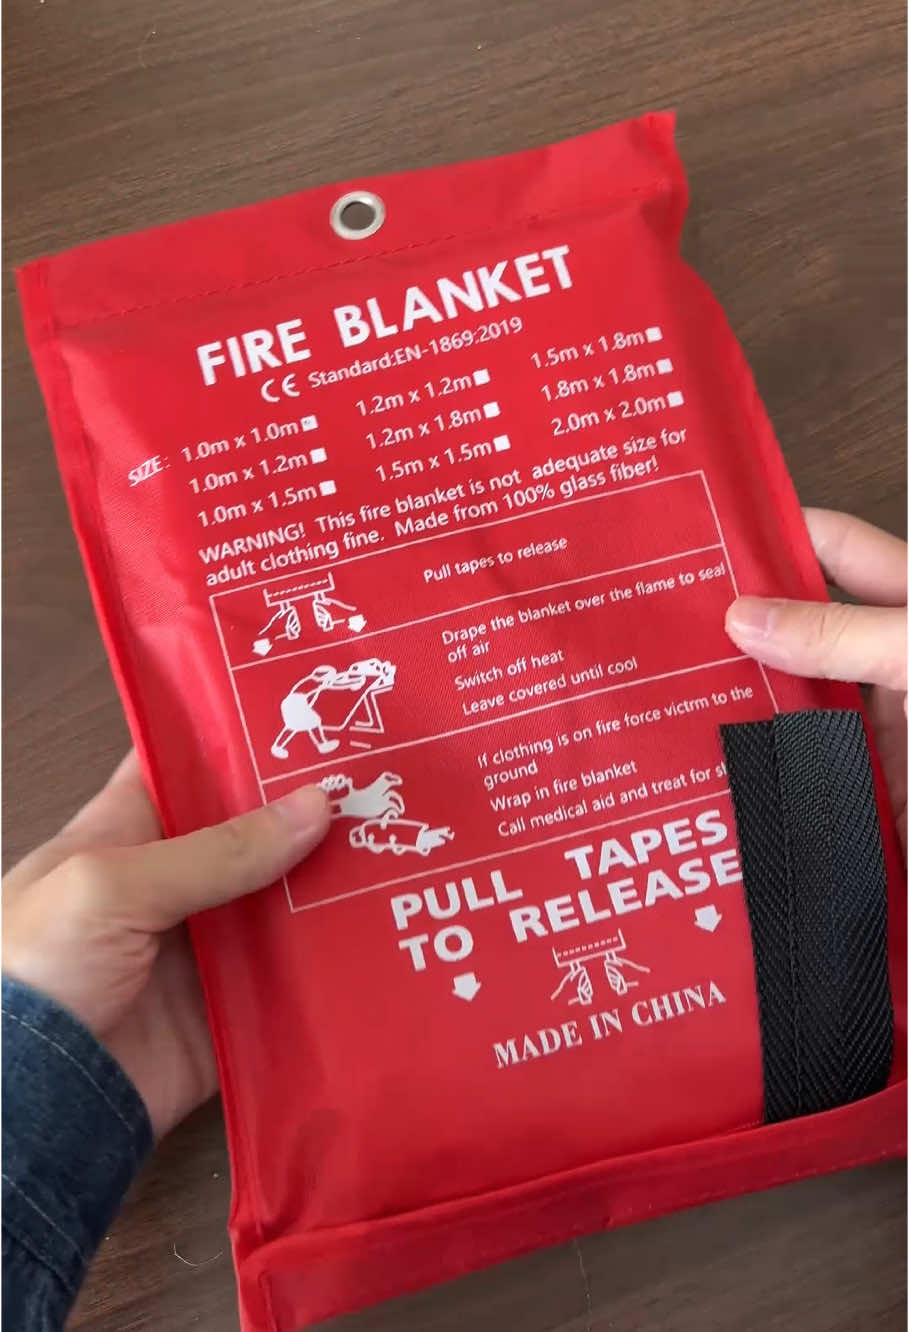 FIRE BLANKET
CE Standard:EN-1869:2019
SIZE: 1.0m x 1.0m 1.2m x 1.2m 1.5m x 1.8m
1.0m x 1.2m 1.2m x 1.8m 1.8m x 1.8m
1.0m x 1.5m 1.5m x 1.5m 2.0m x 2.0m
WARNING! This fire blanket is not adequate size for
adult clothing fine. Made from 100% glass fiber!
Pull tapes to release
Drape the blanket over the flame to seal
off air
Switch off heat
Leave covered until cool
If clothing is on fire force victrm to the
ground
Wrap in fire blanket
Call medical aid and treat for
PULL TAPES
TO RELEASE
MADE IN CHINA